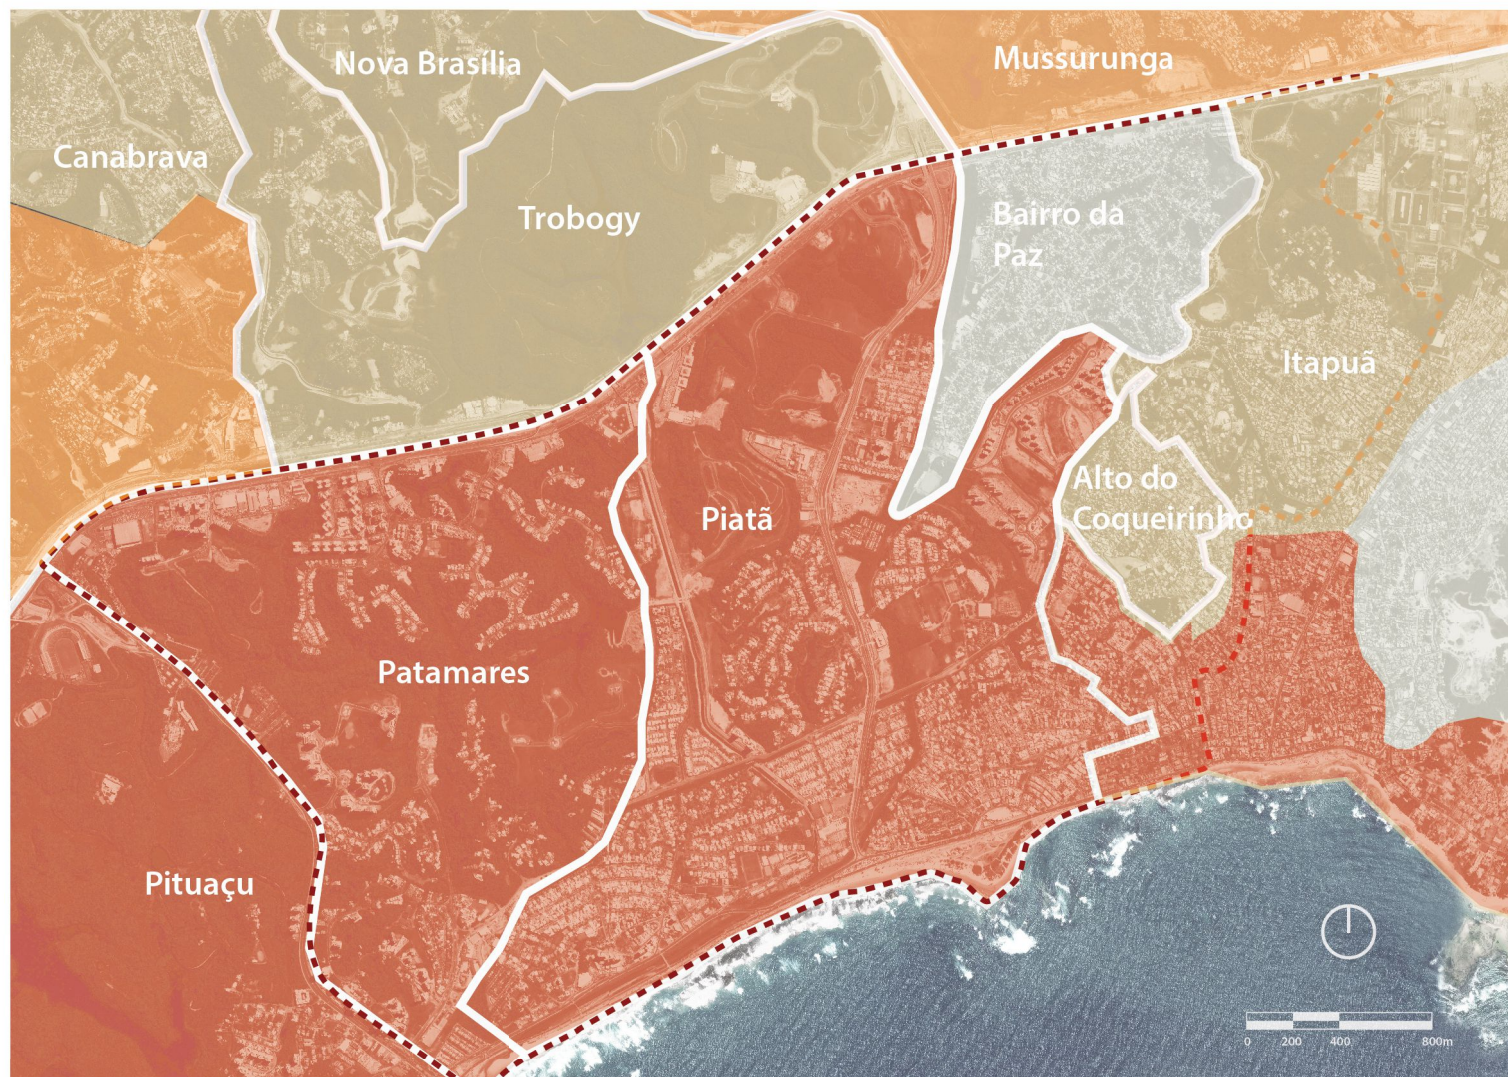 Nova Brasília
Mussurunga
Canabrava
Trobogy
Bairro da
Paz
Itapuã
Alto do
Coqueirinho
Piatã
Patamares
Pituaçu
0 200 400 800m